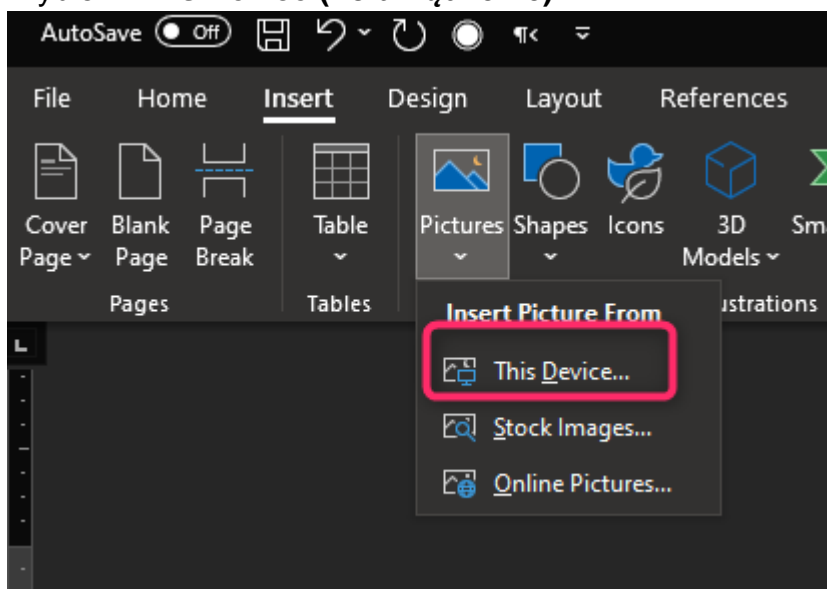 AutoSave Off
File Home Insert Design Layout References
Cover Page Blank Page Page Break Table Pictures Shapes Icons 3D Models
Pages Tables
Insert Picture From
This Device...
Stock Images...
Online Pictures...